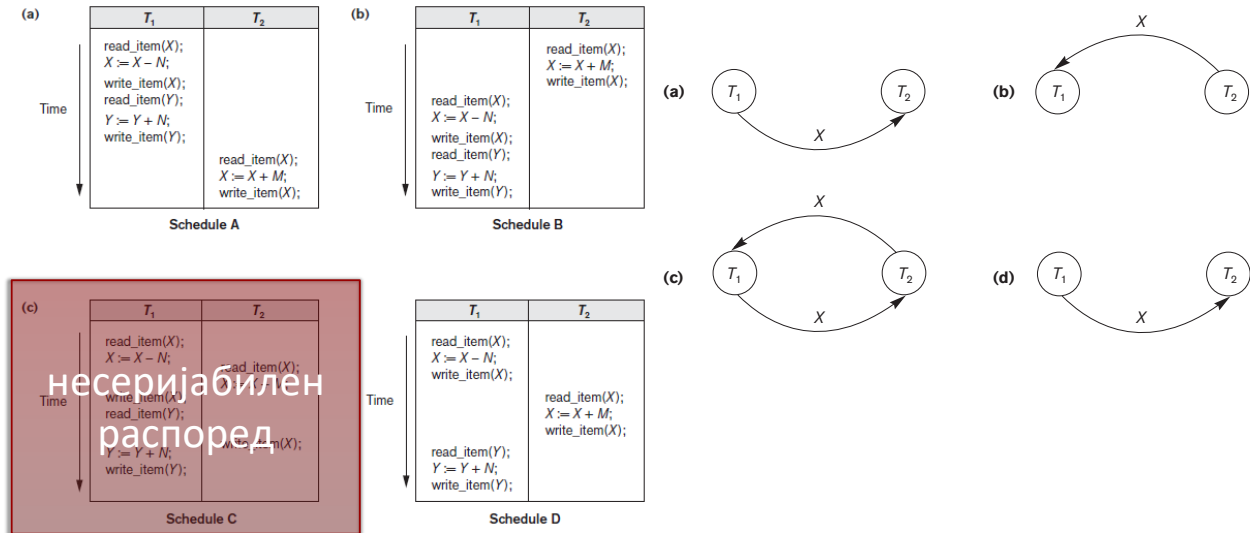 (a)
T₁ T₂
read_item(X);
X := X − N;
write_item(X);
read_item(Y);
Y := Y + N;
write_item(Y);
read_item(X);
X := X + M;
write_item(X);
Time
Schedule A
(b)
T₁ T₂
read_item(X);
X := X + M;
write_item(X);
read_item(X);
X := X − N;
write_item(X);
read_item(Y);
Y := Y + N;
write_item(Y);
Time
Schedule B
(a)
T₁
T₂
X
(b)
X
T₁
T₂
(c)
T₁ T₂
read_item(X);
X := X − N;
read_item(X);
write_item(X);
read_item(Y);
write_item(X);
Y := Y + N;
write_item(Y);
Time
несеријабилен
распоред
Schedule C
T₁ T₂
read_item(X);
X := X − N;
write_item(X);
read_item(X);
X := X + M;
write_item(X);
read_item(Y);
Y := Y + N;
write_item(Y);
Time
Schedule D
(c)
X
T₁
T₂
X
(d)
T₁
T₂
X